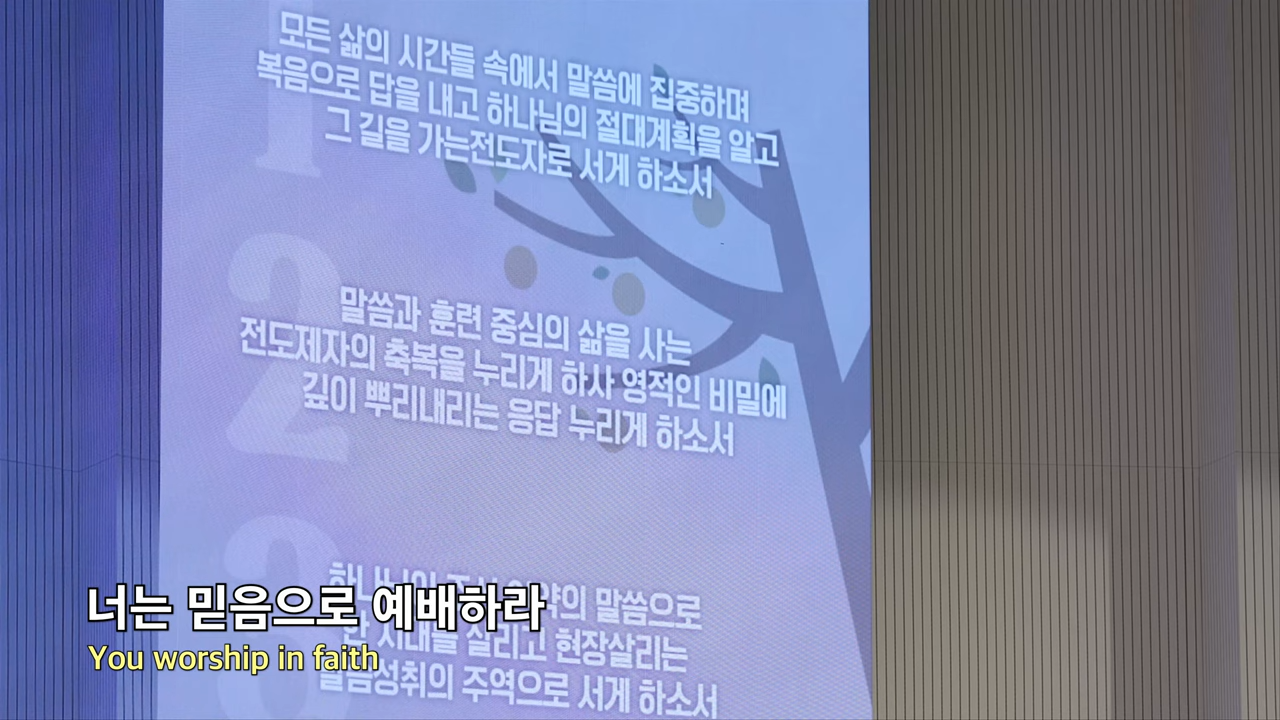 1
모든 삶의 시간들 속에서 말씀에 집중하며
복음으로 답을 내고 하나님의 절대계획을 알고
그 길을 가는전도자로 서게 하소서
2
말씀과 훈련 중심의 삶을 사는
전도제자의 축복을 누리게 하사 영적인 비밀에
깊이 뿌리내리는 응답 누리게 하소서
3
말씀으로
살리고 현장살리는
주역으로 서게 하소서
너는 믿음으로 예배하라
You worship in faith